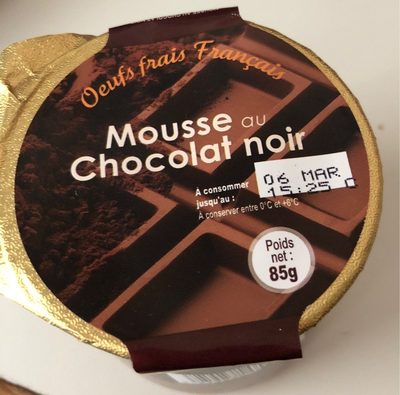 Oeufs frais Français
Mousse au
Chocolat noir
À consommer
jusqu'au :
06 MAR
15:25 C
À conserver entre 0°C et +6°C
Poids
net :
85g